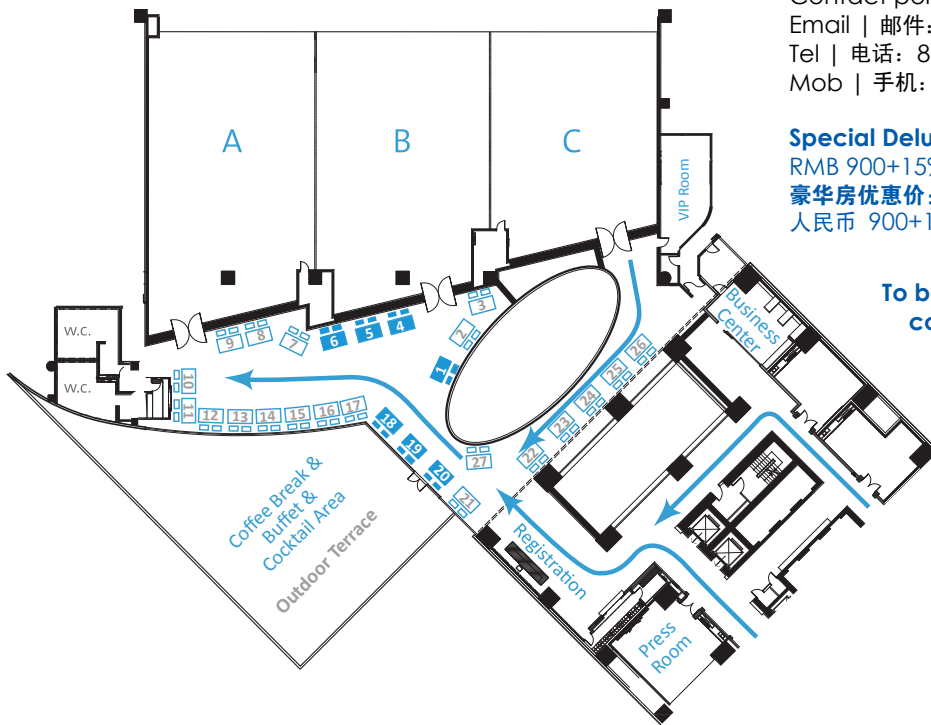 Email | 邮件:
Tel | 电话: 8
Mob | 手机:
Special Delu
RMB 900+15%
豪华房优惠价:
人民币 900+1
To b
co
A
B
C
VIP Room
Business
Center
W.C.
W.C.
1
2
3
4
5
6
7
8
9
10
11
12
13
14
15
16
17
18
19
20
21
22
23
24
25
26
27
Coffee Break &
Buffet &
Cocktail Area
Outdoor Terrace
Registration
Press
Room